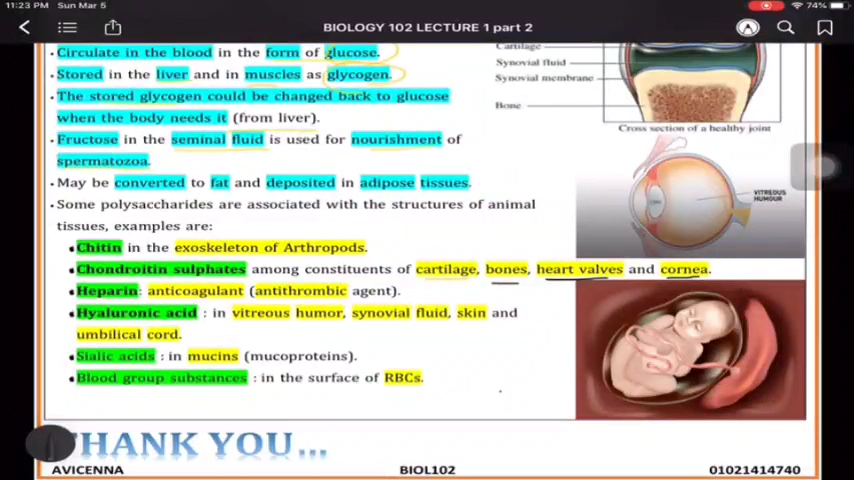 11:23 PM Sun Mar 5
74%
BIOLOGY 102 LECTURE 1 part 2
• Circulate in the blood in the form of glucose.
• Stored in the liver and in muscles as glycogen.
• The stored glycogen could be changed back to glucose
when the body needs it (from liver).
• Fructose in the seminal fluid is used for nourishment of
spermatozoa.
• May be converted to fat and deposited in adipose tissues.
• Some polysaccharides are associated with the structures of animal
tissues, examples are:
• Chitin in the exoskeleton of Arthropods.
• Chondroitin sulphates among constituents of cartilage, bones, heart valves and cornea.
• Heparin: anticoagulant (antithrombic agent).
• Hyaluronic acid : in vitreous humor, synovial fluid, skin and
umbilical cord.
• Sialic acids : in mucins (mucoproteins).
• Blood group substances : in the surface of RBCs.
Cartilage
Synovial fluid
Synovial membrane
Bone
Cross section of a healthy joint
VITREOUS
HUMOUR
THANK YOU...
AVICENNA
BIOL102
01021414740